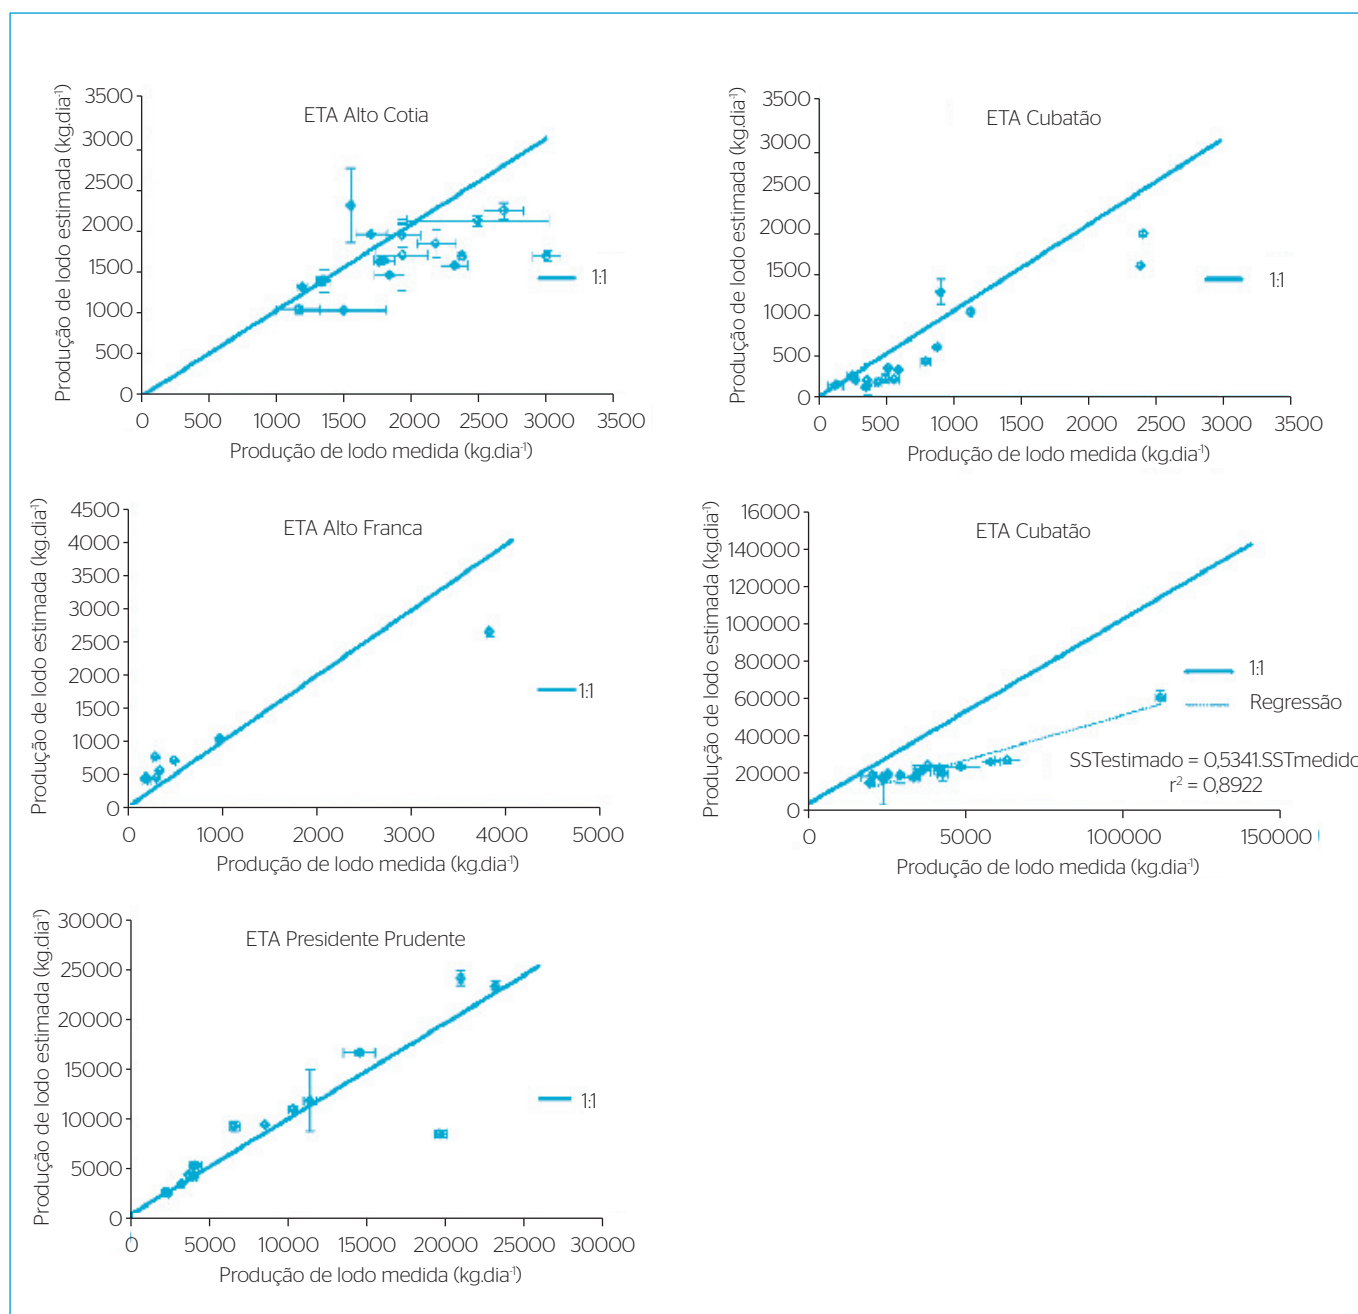 ETA Alto Cotia
Produção de lodo estimada (kg.dia⁻¹)
3500
3000
2500
2000
1500
1000
500
0
0 500 1000 1500 2000 2500 3000 3500
Produção de lodo medida (kg.dia⁻¹)
1:1
ETA Cubatão
Produção de lodo estimada (kg.dia⁻¹)
3500
3000
2500
2000
1500
1000
500
0
0 500 1000 1500 2000 2500 3000 3500
Produção de lodo medida (kg.dia⁻¹)
1:1
ETA Alto Franca
Produção de lodo estimada (kg.dia⁻¹)
4500
4000
3500
3000
2500
2000
1500
1000
500
0
0 1000 2000 3000 4000 5000
Produção de lodo medida (kg.dia⁻¹)
1:1
ETA Cubatão
Produção de lodo estimada (kg.dia⁻¹)
16000
140000
120000
100000
80000
60000
40000
20000
0
0 50000 100000 150000
Produção de lodo medida (kg.dia⁻¹)
1:1
Regressão
SSTestimado = 0,5341.SSTmedido
r² = 0,8922
ETA Presidente Prudente
Produção de lodo estimada (kg.dia⁻¹)
30000
25000
20000
15000
10000
5000
0
0 5000 10000 15000 20000 25000 30000
Produção de lodo medida (kg.dia⁻¹)
1:1